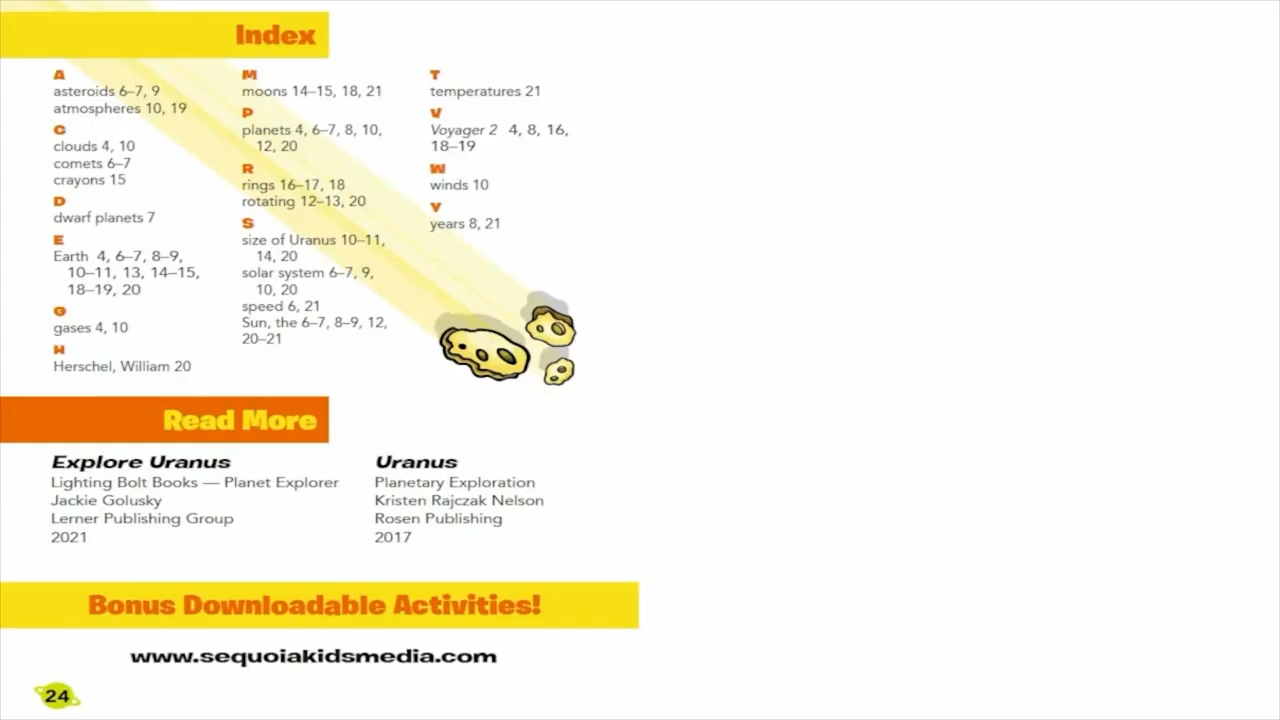 Index
A
asteroids 6–7, 9
atmospheres 10, 19
C
clouds 4, 10
comets 6–7
crayons 15
D
dwarf planets 7
E
Earth 4, 6–7, 8–9,
10–11, 13, 14–15,
18–19, 20
G
gases 4, 10
H
Herschel, William 20
M
moons 14–15, 18, 21
P
planets 4, 6–7, 8, 10,
12, 20
R
rings 16–17, 18
rotating 12–13, 20
S
size of Uranus 10–11,
14, 20
solar system 6–7, 9,
10, 20
speed 6, 21
Sun, the 6–7, 8–9, 12,
20–21
T
temperatures 21
V
Voyager 2 4, 8, 16,
18–19
W
winds 10
Y
years 8, 21
Read More
Explore Uranus
Lighting Bolt Books — Planet Explorer
Jackie Golusky
Lerner Publishing Group
2021
Uranus
Planetary Exploration
Kristen Rajczak Nelson
Rosen Publishing
2017
Bonus Downloadable Activities!
www.sequoiakidsmedia.com
24